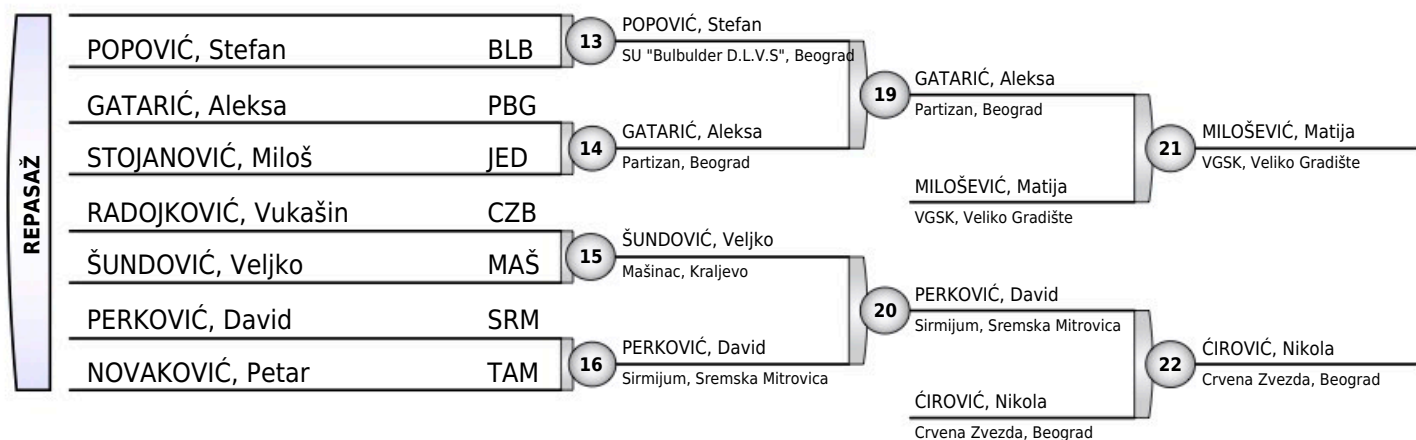 REPASAŽ
POPOVIĆ, Stefan BLB
GATARIĆ, Aleksa PBG
STOJANOVIĆ, Miloš JED
RADOJKOVIĆ, Vukašin CZB
ŠUNDOVIĆ, Veljko MAŠ
PERKOVIĆ, David SRM
NOVAKOVIĆ, Petar TAM
13
POPOVIĆ, Stefan
SU "Bulbulder D.L.V.S", Beograd
14
GATARIĆ, Aleksa
Partizan, Beograd
15
ŠUNDOVIĆ, Veljko
Mašinac, Kraljevo
16
PERKOVIĆ, David
Sirmijum, Sremska Mitrovica
19
GATARIĆ, Aleksa
Partizan, Beograd
MILOŠEVIĆ, Matija
VGSK, Veliko Gradište
20
PERKOVIĆ, David
Sirmijum, Sremska Mitrovica
ĆIROVIĆ, Nikola
Crvena Zvezda, Beograd
21
MILOŠEVIĆ, Matija
VGSK, Veliko Gradište
22
ĆIROVIĆ, Nikola
Crvena Zvezda, Beograd